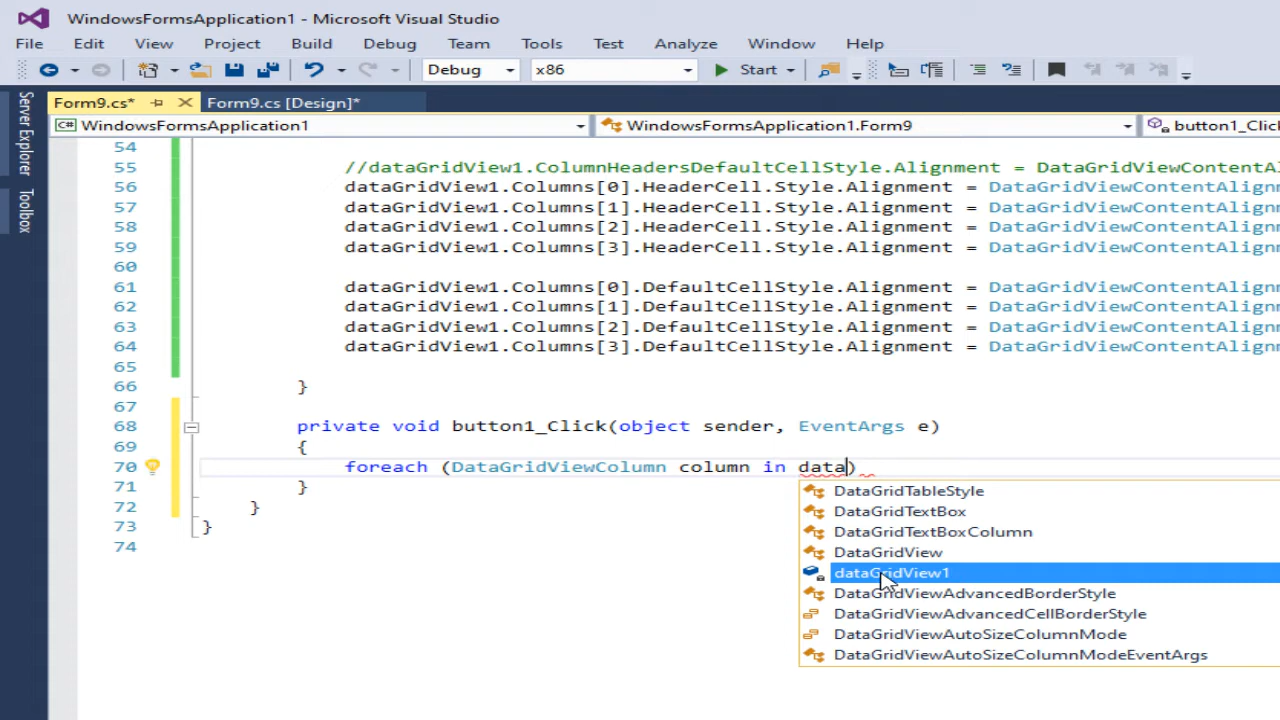 WindowsFormsApplication1 - Microsoft Visual Studio
File Edit View Project Build Debug Team Tools Test Analyze Window Help
Debug x86 Start
Form9.cs* Form9.cs [Design]*
WindowsFormsApplication1 WindowsFormsApplication1.Form9 button1_Clic
Server Explorer
Toolbox
54
55 //dataGridView1.ColumnHeadersDefaultCellStyle.Alignment = DataGridViewContentAl
56 dataGridView1.Columns[0].HeaderCell.Style.Alignment = DataGridViewContentAlign
57 dataGridView1.Columns[1].HeaderCell.Style.Alignment = DataGridViewContentAlign
58 dataGridView1.Columns[2].HeaderCell.Style.Alignment = DataGridViewContentAlign
59 dataGridView1.Columns[3].HeaderCell.Style.Alignment = DataGridViewContentAlign
60
61 dataGridView1.Columns[0].DefaultCellStyle.Alignment = DataGridViewContentAlignm
62 dataGridView1.Columns[1].DefaultCellStyle.Alignment = DataGridViewContentAlignm
63 dataGridView1.Columns[2].DefaultCellStyle.Alignment = DataGridViewContentAlignm
64 dataGridView1.Columns[3].DefaultCellStyle.Alignment = DataGridViewContentAlignm
65
66 }
67
68 private void button1_Click(object sender, EventArgs e)
69 {
70 foreach (DataGridViewColumn column in data)
71 }
72 }
73 }
74
DataGridTableStyle
DataGridTextBox
DataGridTextBoxColumn
DataGridView
dataGridView1
DataGridViewAdvancedBorderStyle
DataGridViewAdvancedCellBorderStyle
DataGridViewAutoSizeColumnMode
DataGridViewAutoSizeColumnModeEventArgs